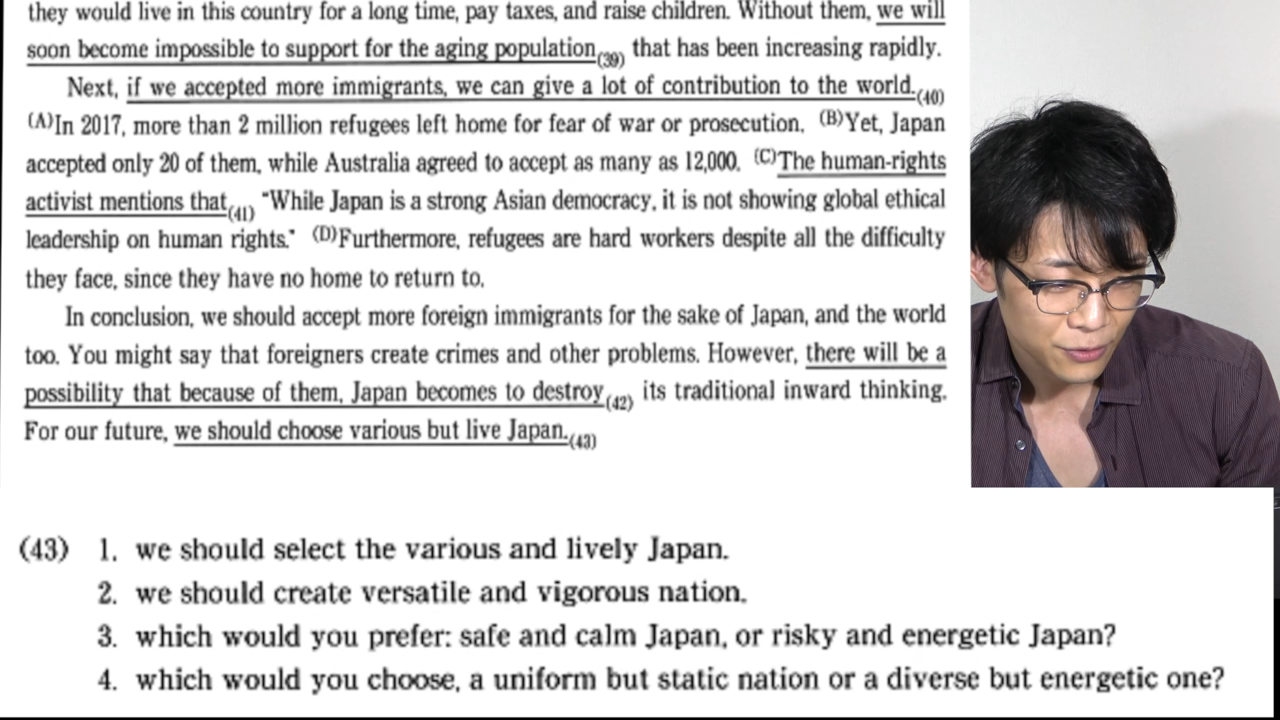 they would live in this country for a long time, pay taxes, and raise children. Without them, we will
soon become impossible to support for the aging population(39) that has been increasing rapidly.
Next, if we accepted more immigrants, we can give a lot of contribution to the world.(40)
(A)In 2017, more than 2 million refugees left home for fear of war or prosecution. (B)Yet, Japan
accepted only 20 of them, while Australia agreed to accept as many as 12,000. (C)The human-rights
activist mentions that(41) "While Japan is a strong Asian democracy, it is not showing global ethical
leadership on human rights." (D)Furthermore, refugees are hard workers despite all the difficulty
they face, since they have no home to return to.
In conclusion, we should accept more foreign immigrants for the sake of Japan, and the world
too. You might say that foreigners create crimes and other problems. However, there will be a
possibility that because of them, Japan becomes to destroy(42) its traditional inward thinking.
For our future, we should choose various but live Japan.(43)
(43) 1. we should select the various and lively Japan.
2. we should create versatile and vigorous nation.
3. which would you prefer: safe and calm Japan, or risky and energetic Japan?
4. which would you choose, a uniform but static nation or a diverse but energetic one?